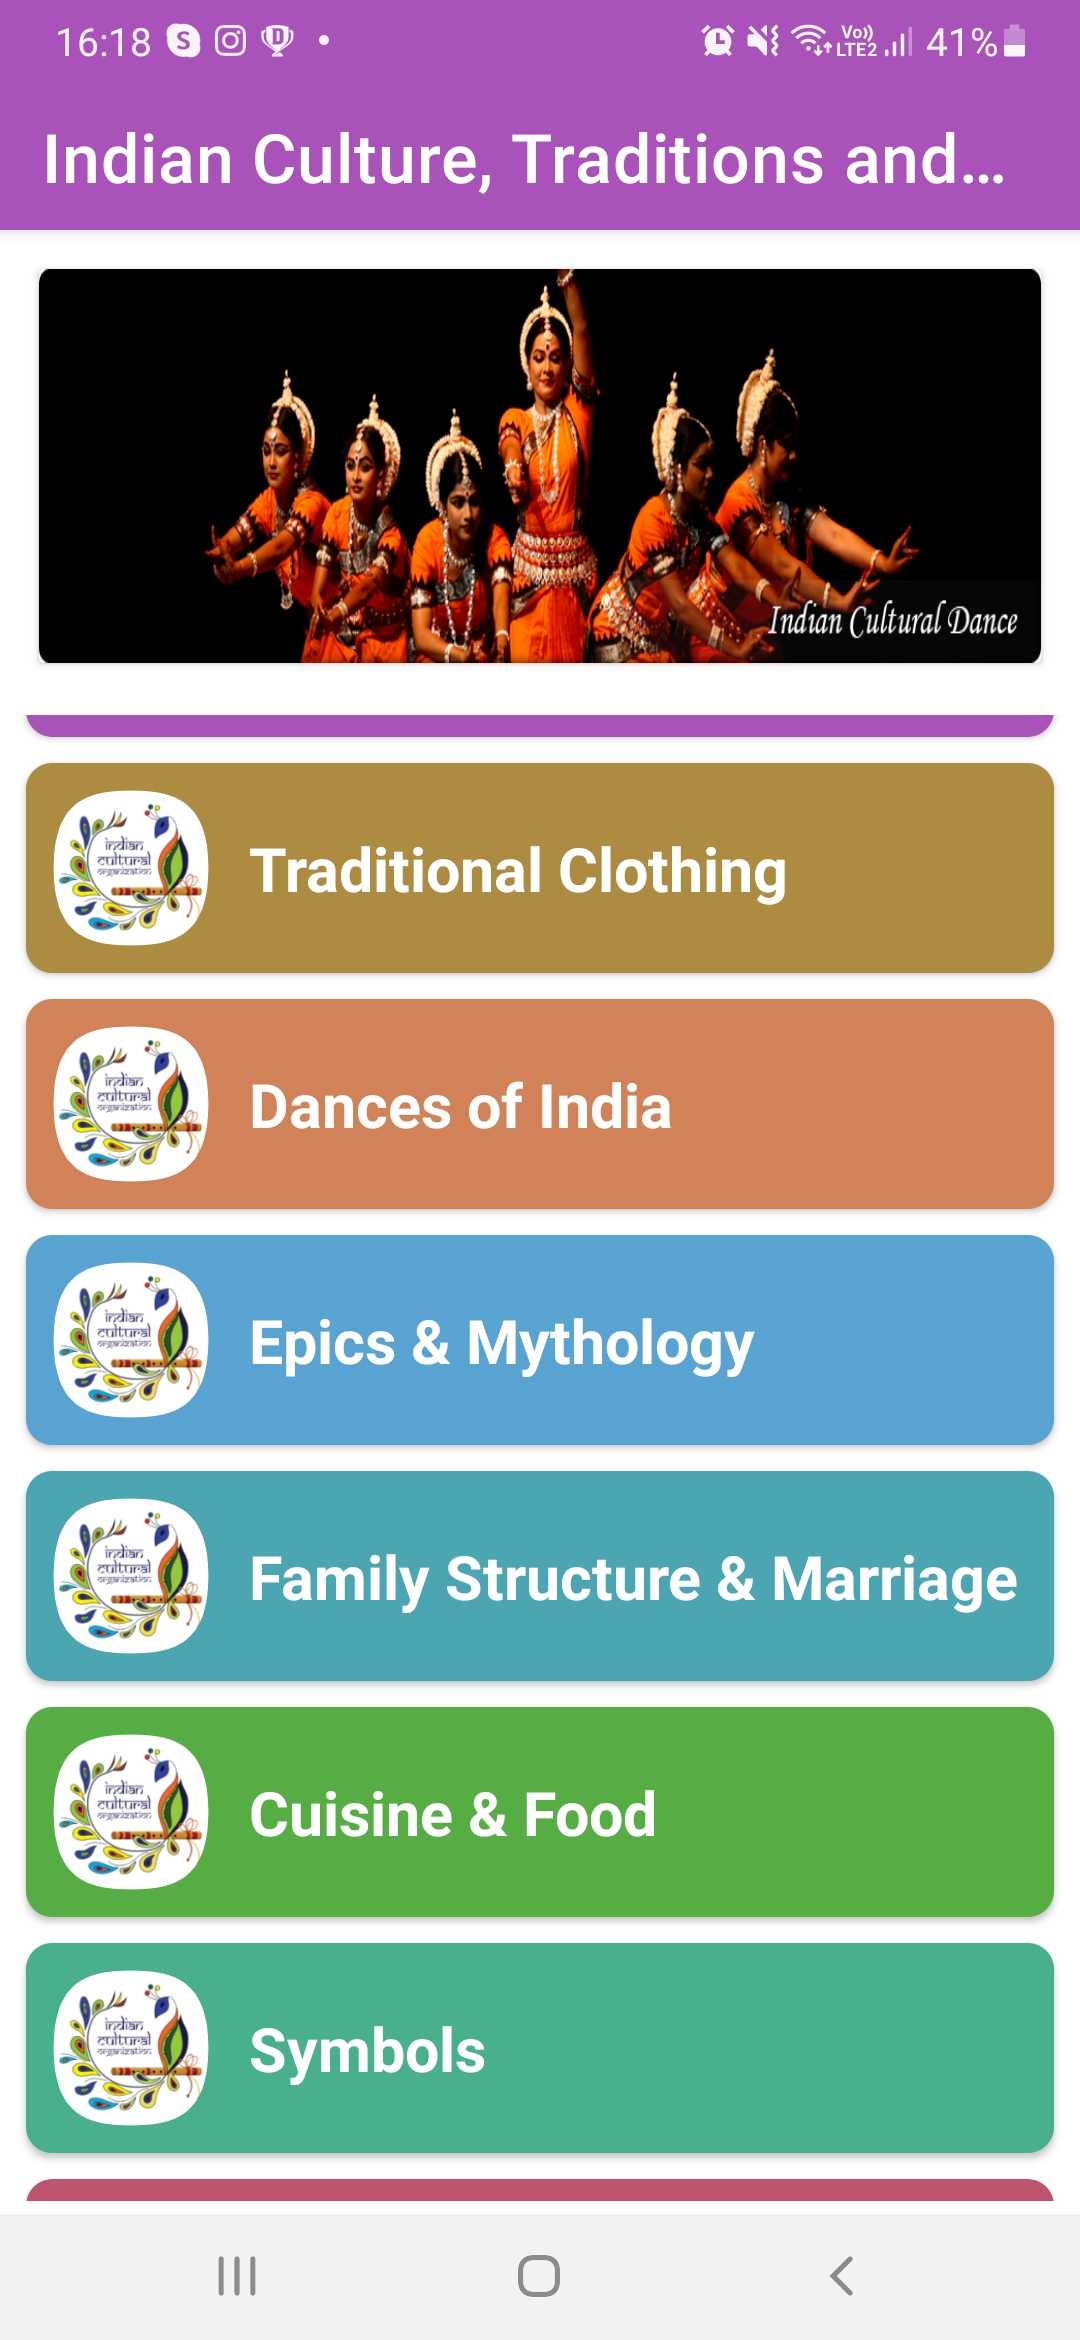 16:18
Vo))
LTE2
41%
Indian Culture, Traditions and...
Indian Cultural Dance
indian
cultural
organization
Traditional Clothing
indian
cultural
organization
Dances of India
indian
cultural
organization
Epics & Mythology
indian
cultural
organization
Family Structure & Marriage
indian
cultural
organization
Cuisine & Food
indian
cultural
organization
Symbols